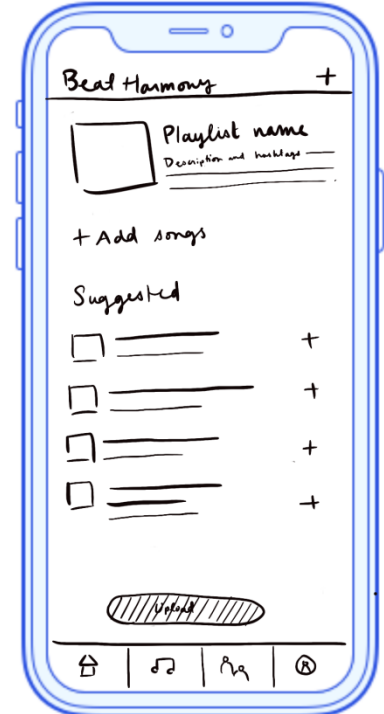 Beat Harmony +
Playlist name
Description and hashtags
+ Add songs
Suggested
+
+
+
+
Upload
R